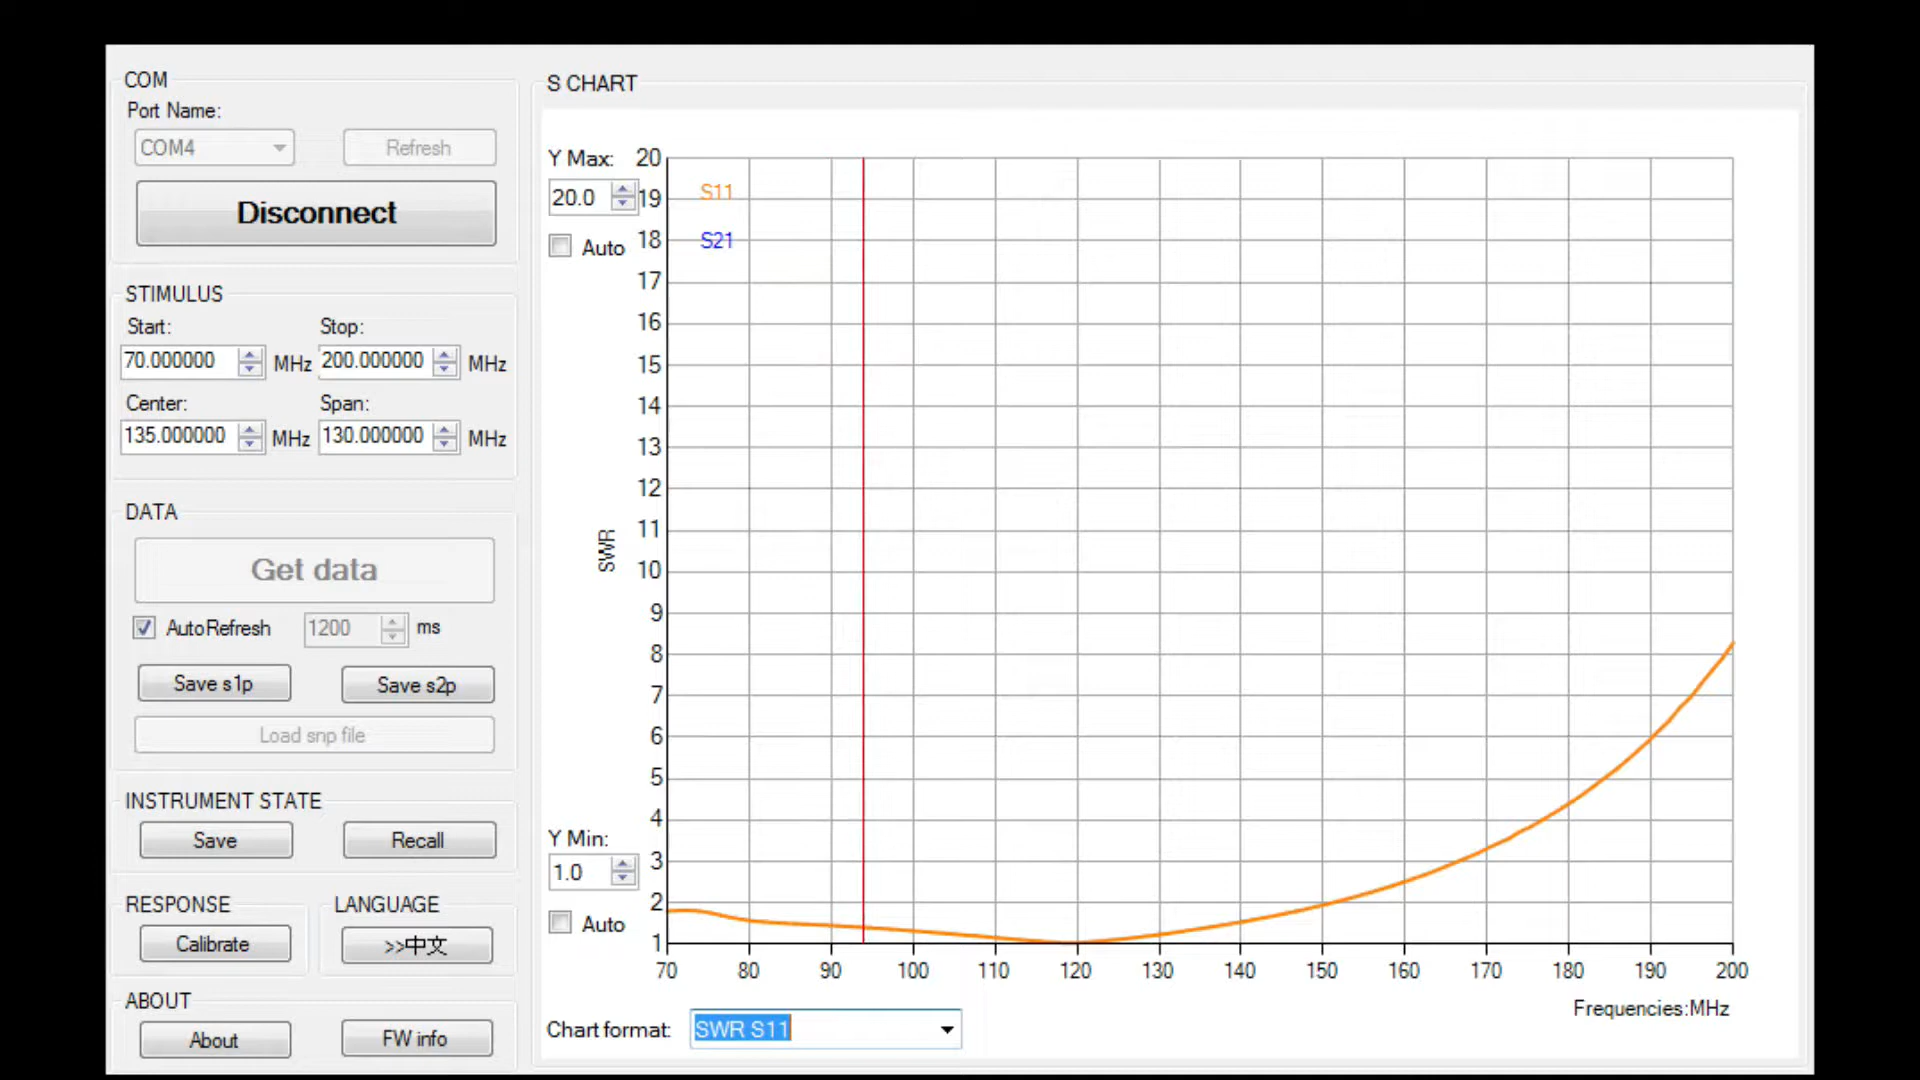 COM
Port Name:
COM4
Refresh
Disconnect
STIMULUS
Start:
Stop:
70.000000
MHz
200.000000
MHz
Center:
Span:
135.000000
MHz
130.000000
MHz
DATA
Get data
AutoRefresh
1200
ms
Save s1p
Save s2p
Load snp file
INSTRUMENT STATE
Save
Recall
RESPONSE
LANGUAGE
Calibrate
>>中文
ABOUT
About
FW info
S CHART
Y Max:
20.0
Auto
S11
S21
20
19
18
17
16
15
14
13
12
11
10
9
8
7
6
5
4
3
2
1
SWR
Y Min:
1.0
Auto
70
80
90
100
110
120
130
140
150
160
170
180
190
200
Frequencies:MHz
Chart format:
SWR S11